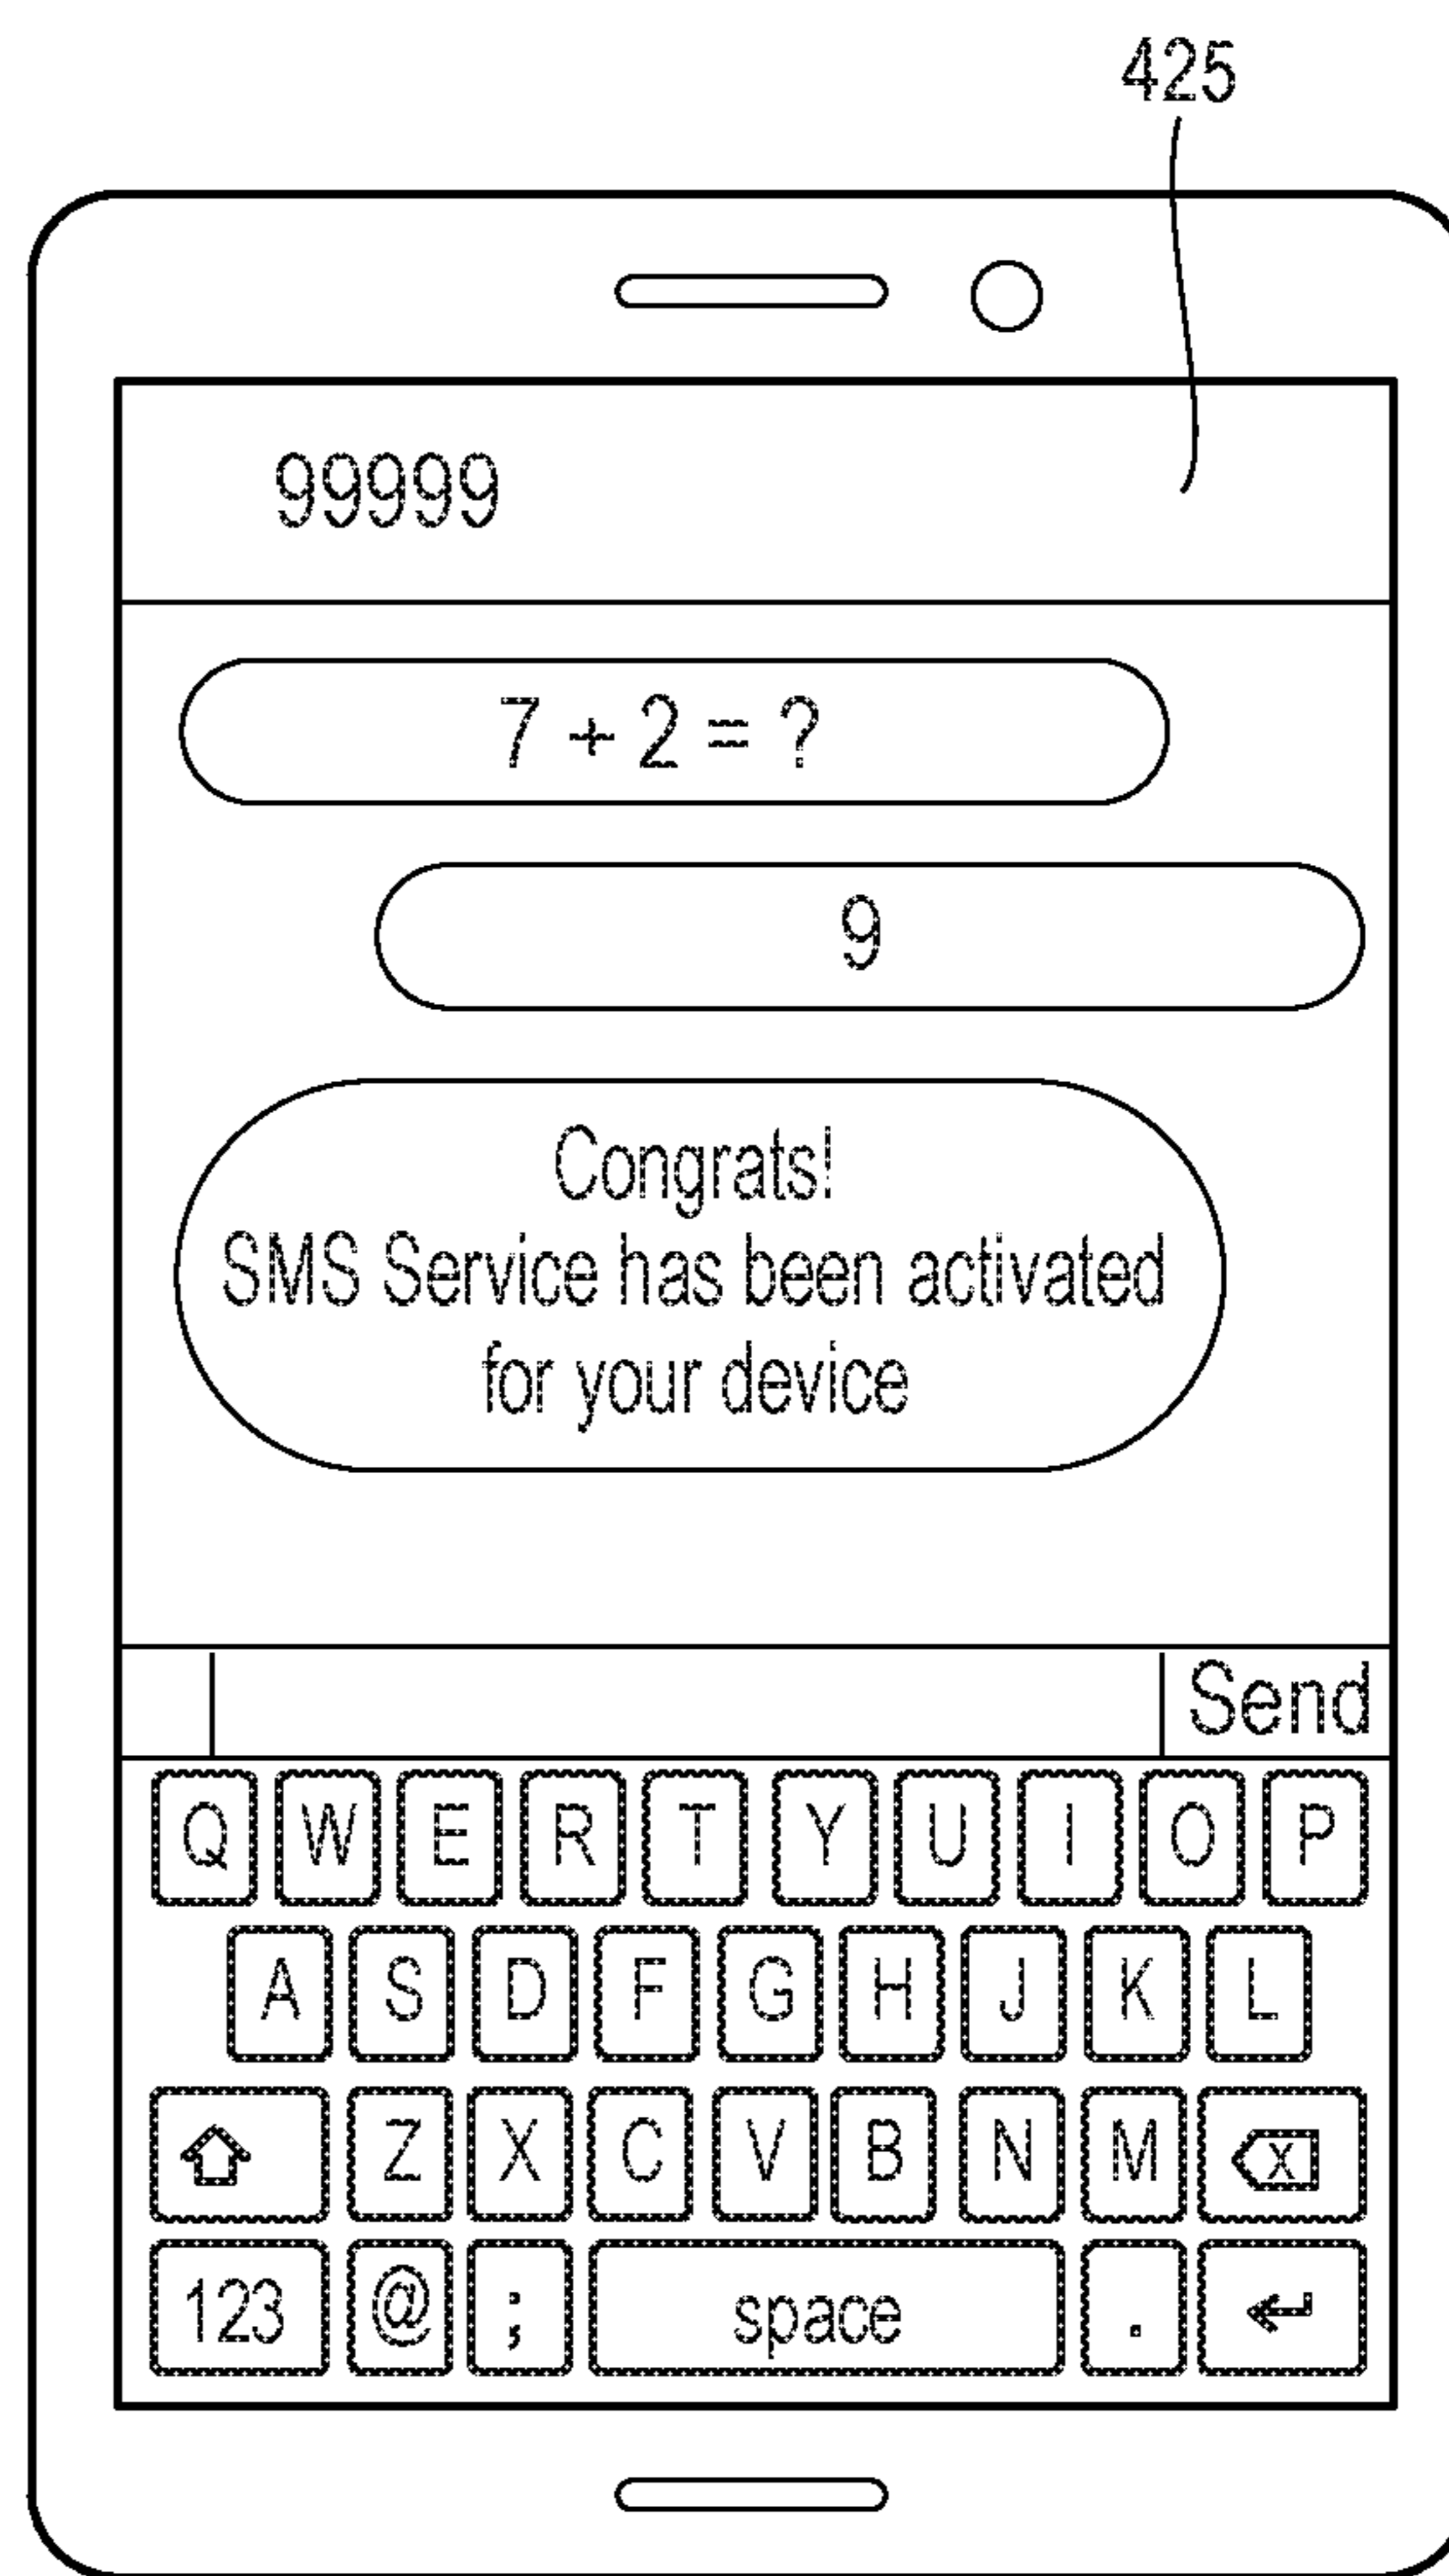 425
99999
7 + 2 = ?
9
Congrats!
SMS Service has been activated
for your device
Send
Q W E R T Y U I O P
A S D F G H J K L
Z X C V B N M X
123 @ ; space .